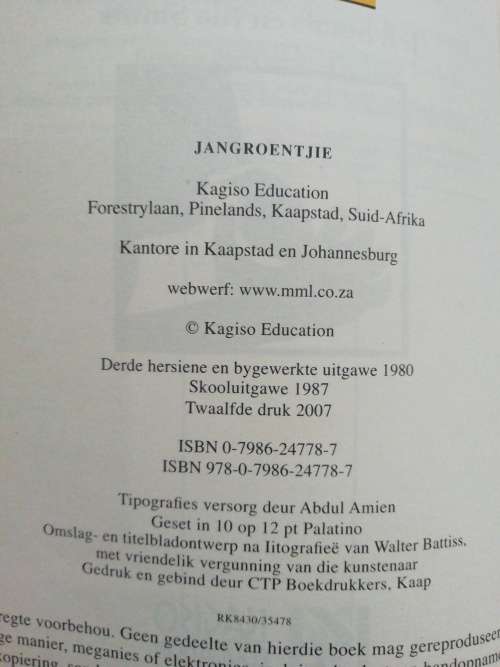 JANGROENTJIE
Kagiso Education
Forestrylaan, Pinelands, Kaapstad, Suid-Afrika
Kantore in Kaapstad en Johannesburg
webwerf: www.mml.co.za
© Kagiso Education
Derde hersiene en bygewerkte uitgawe 1980
Skooluitgawe 1987
Twaalfde druk 2007
ISBN 0-7986-24778-7
ISBN 978-0-7986-24778-7
Tipografies versorg deur Abdul Amien
Geset in 10 op 12 pt Palatino
Omslag- en titelbladontwerp na Iitografieë van Walter Battiss,
met vriendelik vergunning van die kunstenaar
Gedruk en gebind deur CTP Boekdrukkers, Kaap
RK8430/35478
regte voorbehou. Geen gedeelte van hierdie boek mag gereproduseer
ge manier, meganies of